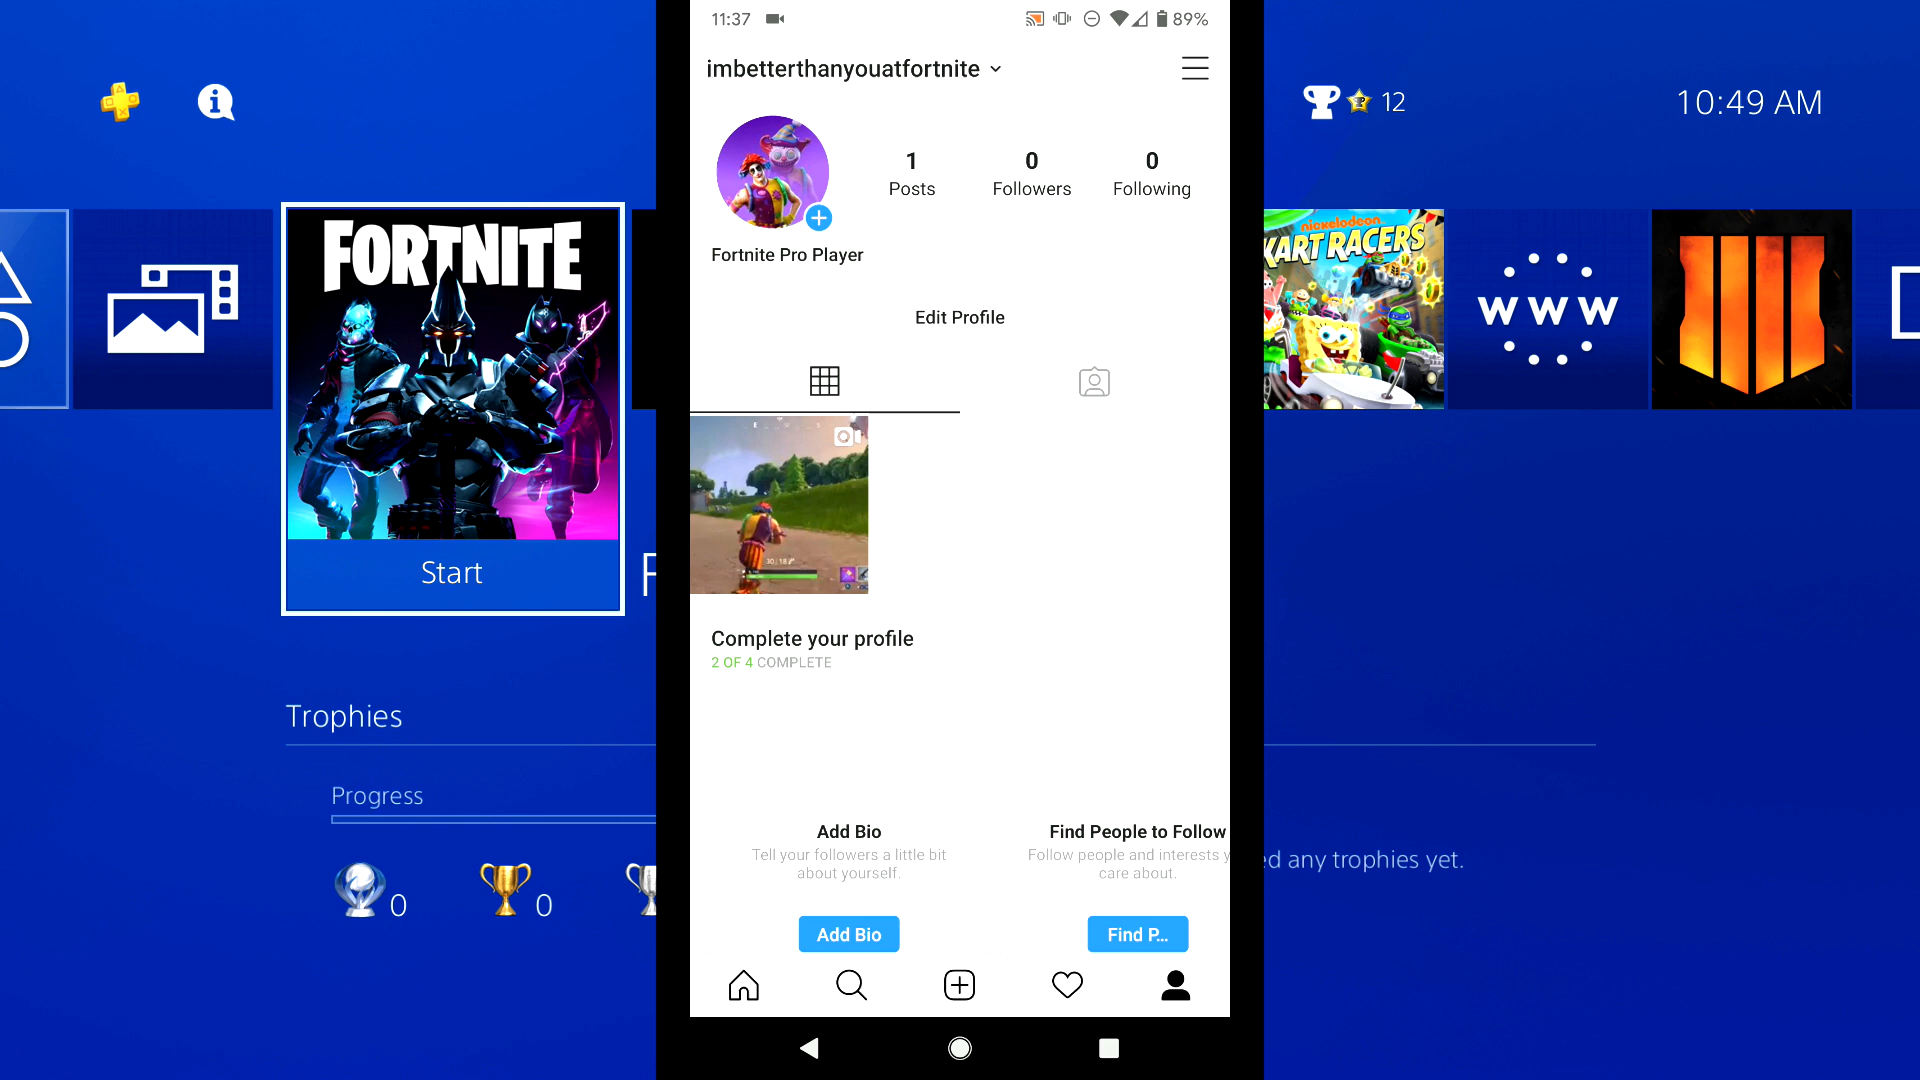 11:37
89%
imbetterthanyouatfortnite
1
Posts
0
Followers
0
Following
Fortnite Pro Player
Edit Profile
Complete your profile
2 OF 4 COMPLETE
Add Bio
Tell your followers a little bit
about yourself.
Add Bio
Find People to Follow
Follow people and interests y
care about.
Find P...
12
10:49 AM
FORTNITE
Start
F
nickelodeon
KART RACERS
WWW
Trophies
Progress
0
0
ed any trophies yet.